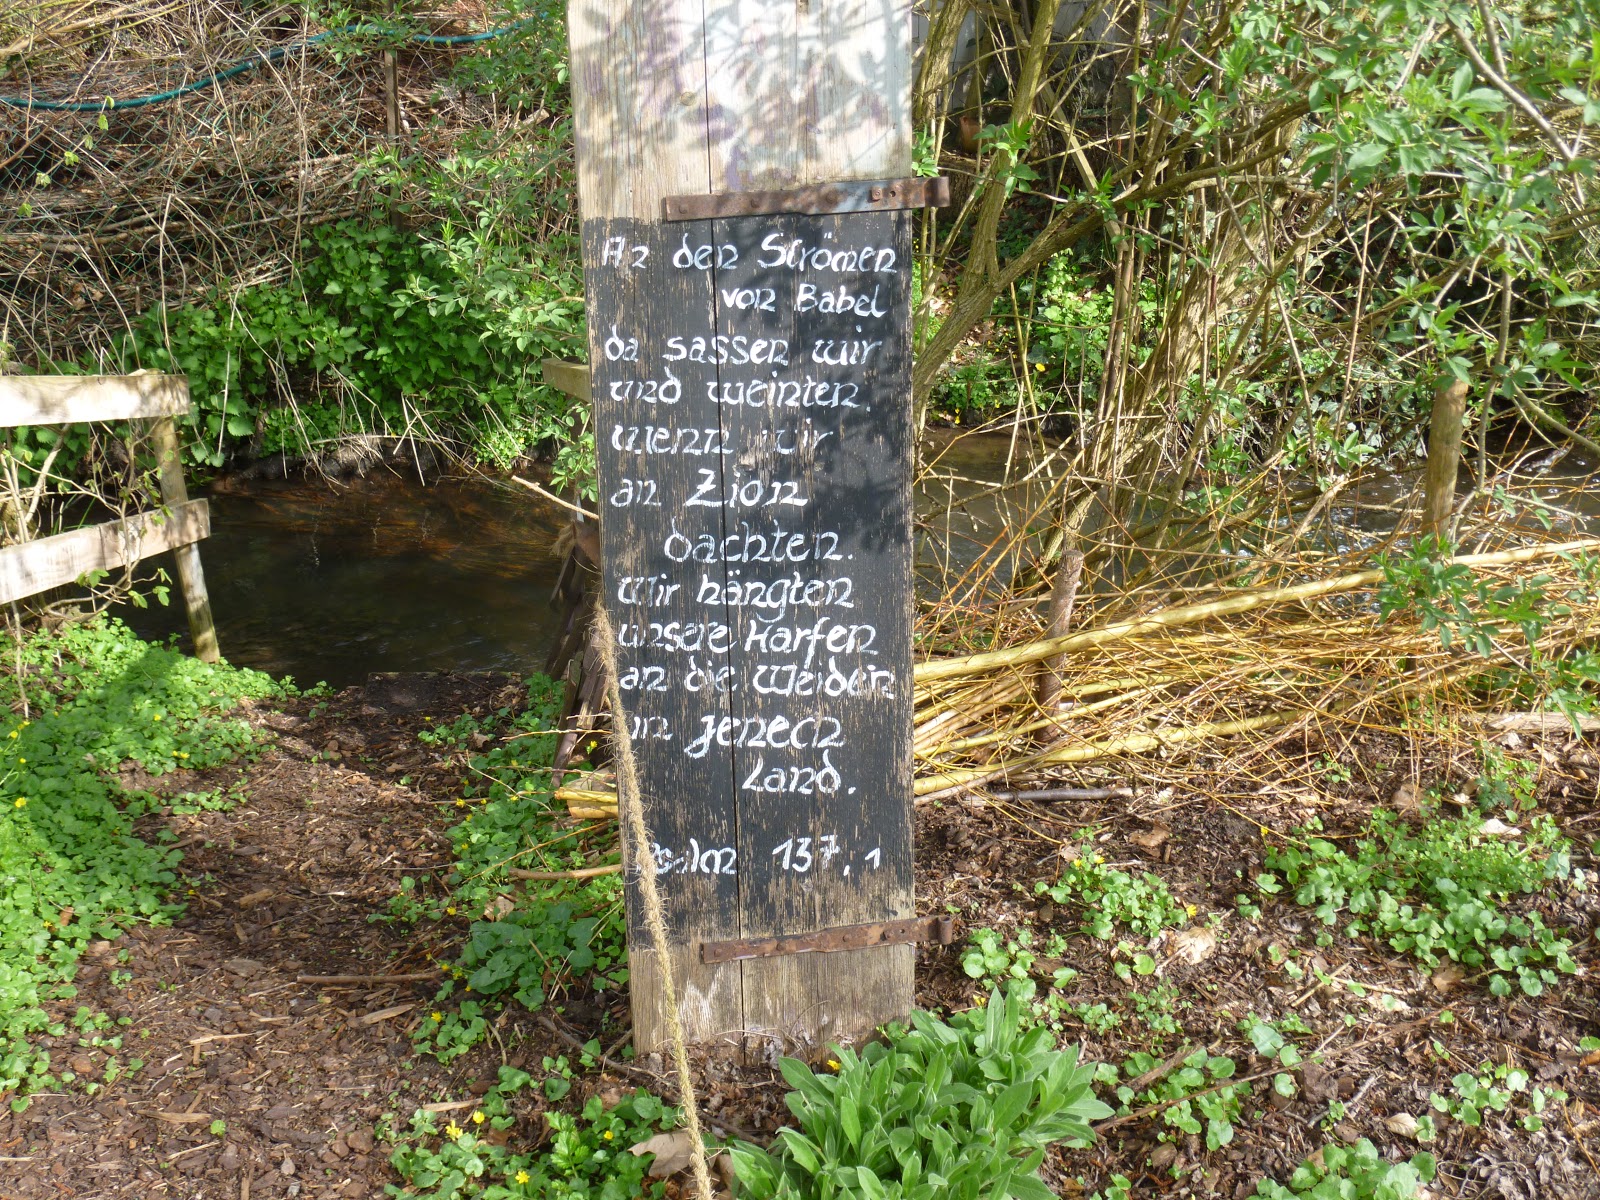 An den Strömen
von Babel
da sassen wir
und weinten.
wenn wir
an Zion
dachten.
wir hängten
unsere Harfen
an die Weiden
in jenem
Land.
Psalm 137,1